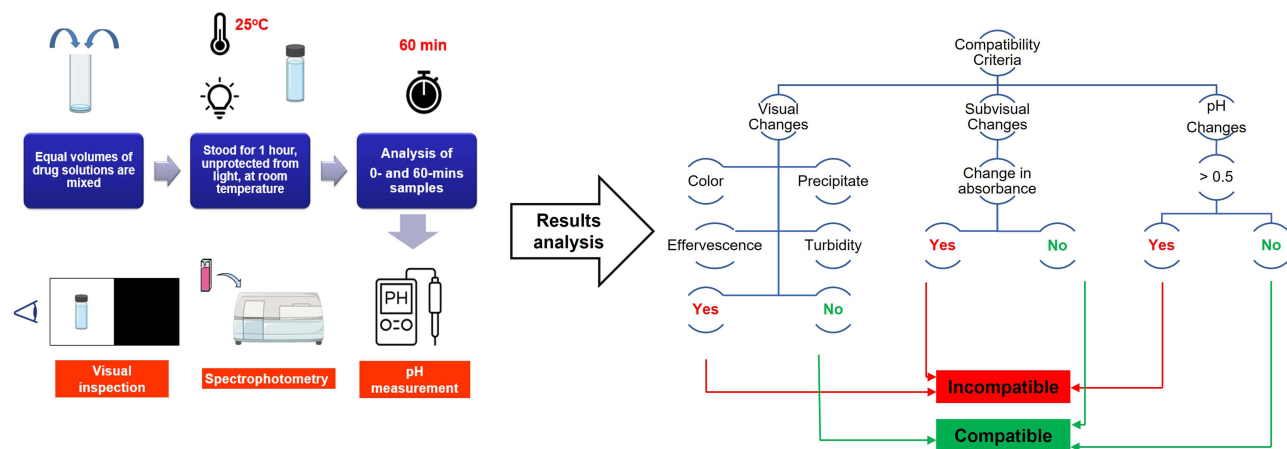 25ºC
60 min
Equal volumes of
drug solutions are
mixed
Stood for 1 hour,
unprotected from
light, at room
temperature
Analysis of
0- and 60-mins
samples
PH
Visual
inspection
Spectrophotometry
pH
measurement
Results
analysis
Compatibility
Criteria
Visual
Changes
Subvisual
Changes
pH
Changes
Color
Precipitate
Change in
absorbance
> 0.5
Effervescence
Turbidity
Yes
No
Yes
No
Yes
No
Incompatible
Compatible